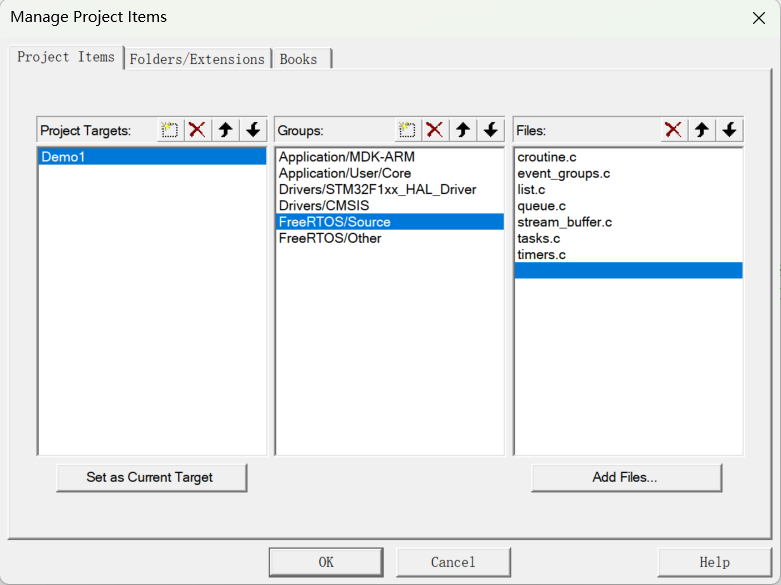 Manage Project Items
Project Items
Folders/Extensions
Books
Project Targets:
Groups:
Files:
Demo1
Application/MDK-ARM
Application/User/Core
Drivers/STM32F1xx_HAL_Driver
Drivers/CMSIS
FreeRTOS/Source
FreeRTOS/Other
croutine.c
event_groups.c
list.c
queue.c
stream_buffer.c
tasks.c
timers.c
Set as Current Target
Add Files...
OK
Cancel
Help